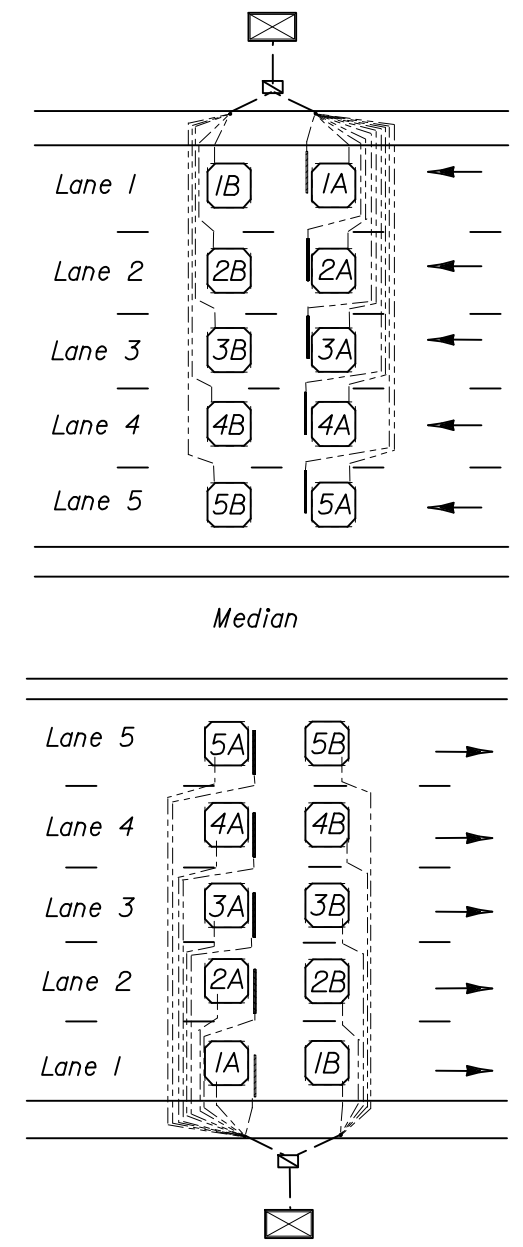 Lane 1 1B 1A
Lane 2 2B 2A
Lane 3 3B 3A
Lane 4 4B 4A
Lane 5 5B 5A
Median
Lane 5 5A 5B
Lane 4 4A 4B
Lane 3 3A 3B
Lane 2 2A 2B
Lane 1 1A 1B